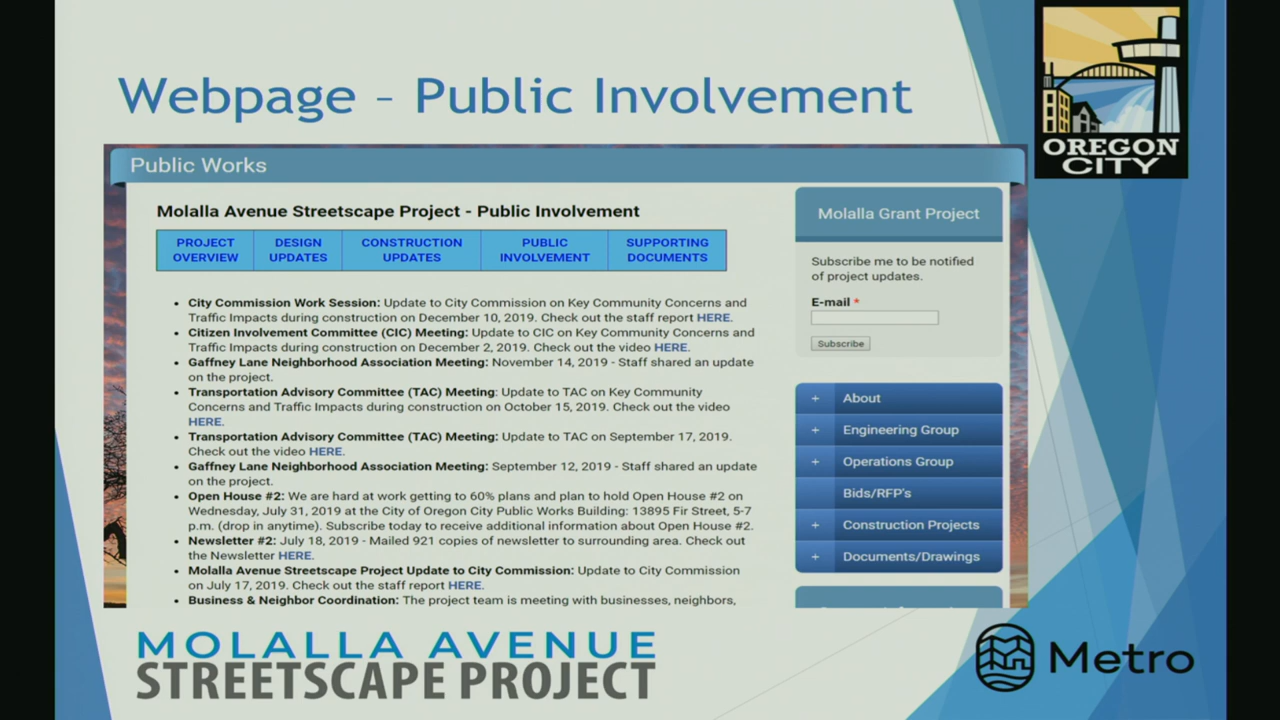 Webpage - Public Involvement
OREGON
CITY
Public Works
Molalla Avenue Streetscape Project - Public Involvement
PROJECT OVERVIEW
DESIGN UPDATES
CONSTRUCTION UPDATES
PUBLIC INVOLVEMENT
SUPPORTING DOCUMENTS
• City Commission Work Session: Update to City Commission on Key Community Concerns and
Traffic Impacts during construction on December 10, 2019. Check out the staff report HERE.
• Citizen Involvement Committee (CIC) Meeting: Update to CIC on Key Community Concerns and
Traffic Impacts during construction on December 2, 2019. Check out the video HERE.
• Gaffney Lane Neighborhood Association Meeting: November 14, 2019 - Staff shared an update
on the project.
• Transportation Advisory Committee (TAC) Meeting: Update to TAC on Key Community
Concerns and Traffic Impacts during construction on October 15, 2019. Check out the video
HERE.
• Transportation Advisory Committee (TAC) Meeting: Update to TAC on September 17, 2019.
Check out the video HERE.
• Gaffney Lane Neighborhood Association Meeting: September 12, 2019 - Staff shared an update
on the project.
• Open House #2: We are hard at work getting to 60% plans and plan to hold Open House #2 on
Wednesday, July 31, 2019 at the City of Oregon City Public Works Building: 13895 Fir Street, 5-7
p.m. (drop in anytime). Subscribe today to receive additional information about Open House #2.
• Newsletter #2: July 18, 2019 - Mailed 921 copies of newsletter to surrounding area. Check out
the Newsletter HERE.
• Molalla Avenue Streetscape Project Update to City Commission: Update to City Commission
on July 17, 2019. Check out the staff report HERE.
• Business & Neighbor Coordination: The project team is meeting with businesses, neighbors,
Molalla Grant Project
Subscribe me to be notified
of project updates.
E-mail *
Subscribe
+ About
+ Engineering Group
+ Operations Group
Bids/RFP's
+ Construction Projects
+ Documents/Drawings
MOLALLA AVENUE
STREETSCAPE PROJECT
Metro